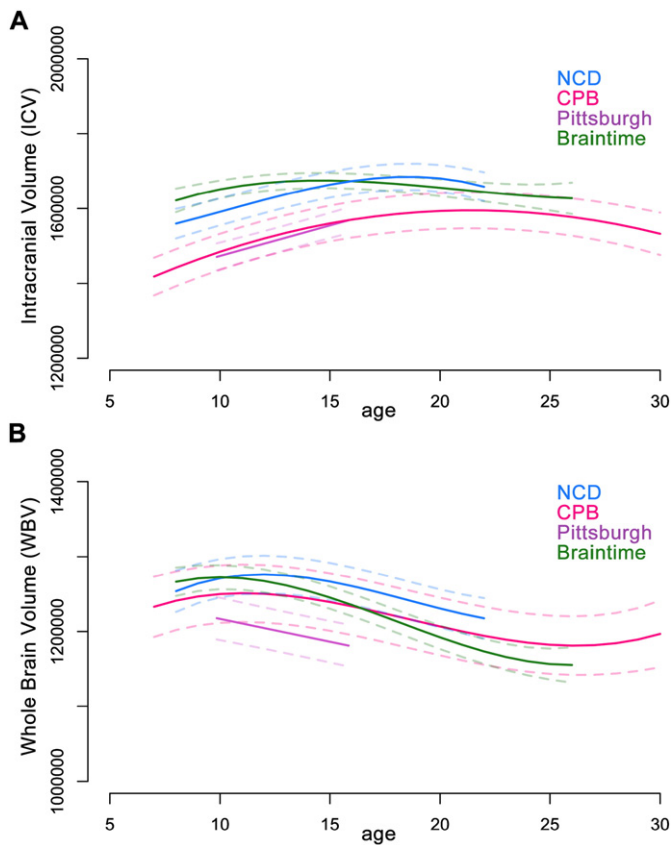 A
Intracranial Volume (ICV)
2000000
1600000
1200000
NCD
CPB
Pittsburgh
Braintime
5 10 15 20 25 30
age
B
Whole Brain Volume (WBV)
1400000
1200000
1000000
NCD
CPB
Pittsburgh
Braintime
5 10 15 20 25 30
age